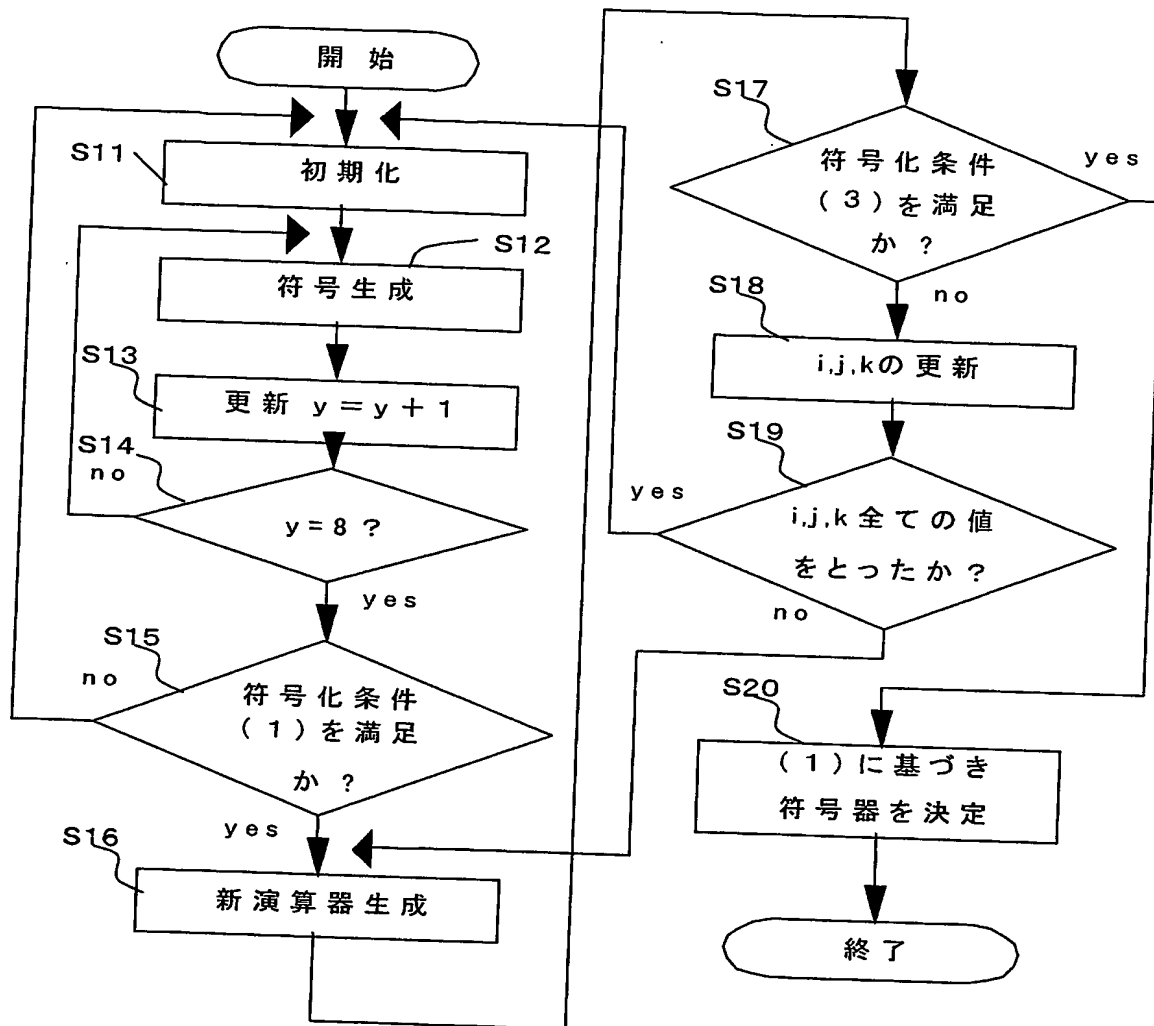 開始
S11
初期化
S12
符号生成
S13
更新 y=y+1
S14
no
y=8?
yes
S15
no
符号化条件
(1)を満足
か?
yes
S16
新演算器生成
S17
符号化条件
(3)を満足
か?
yes
no
S18
i,j,kの更新
S19
yes
i,j,k全ての値
をとったか?
no
S20
(1)に基づき
符号器を決定
終了